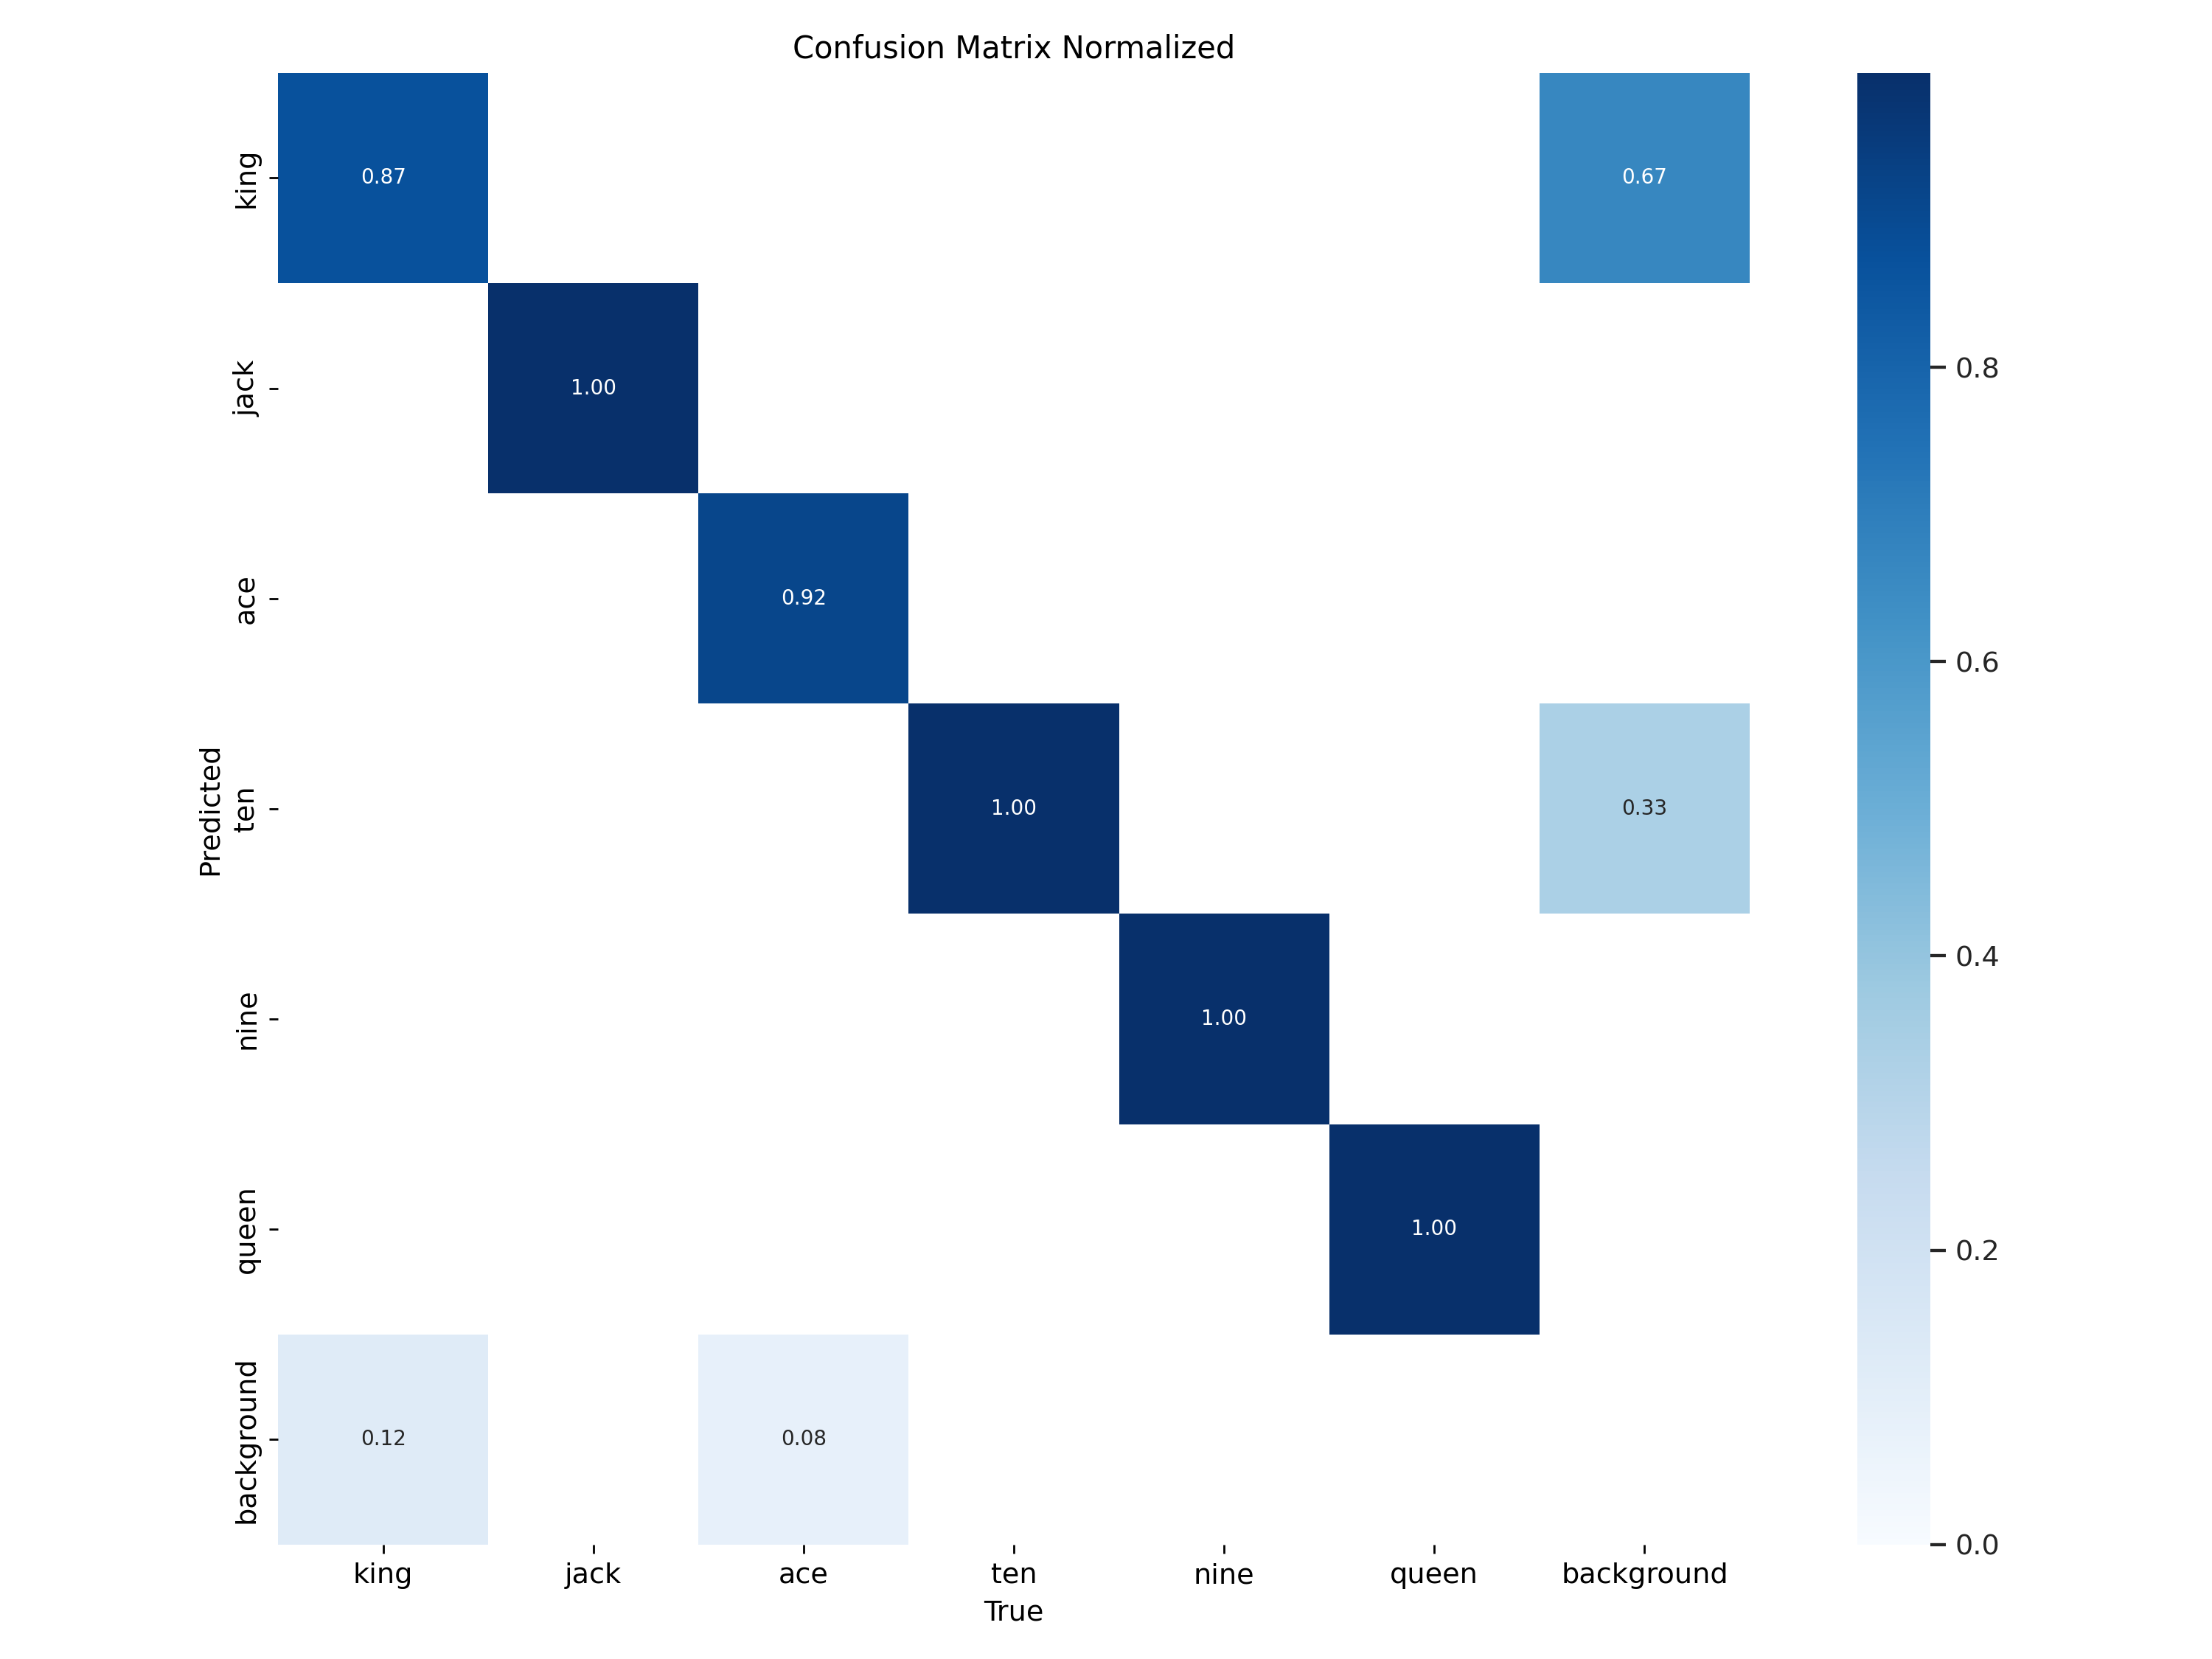 Confusion Matrix Normalized
king
0.87
0.67
jack
1.00
0.8
ace
0.92
0.6
Predicted
ten
1.00
0.33
0.4
nine
1.00
queen
1.00
0.2
background
0.12
0.08
0.0
king jack ace ten nine queen background
True